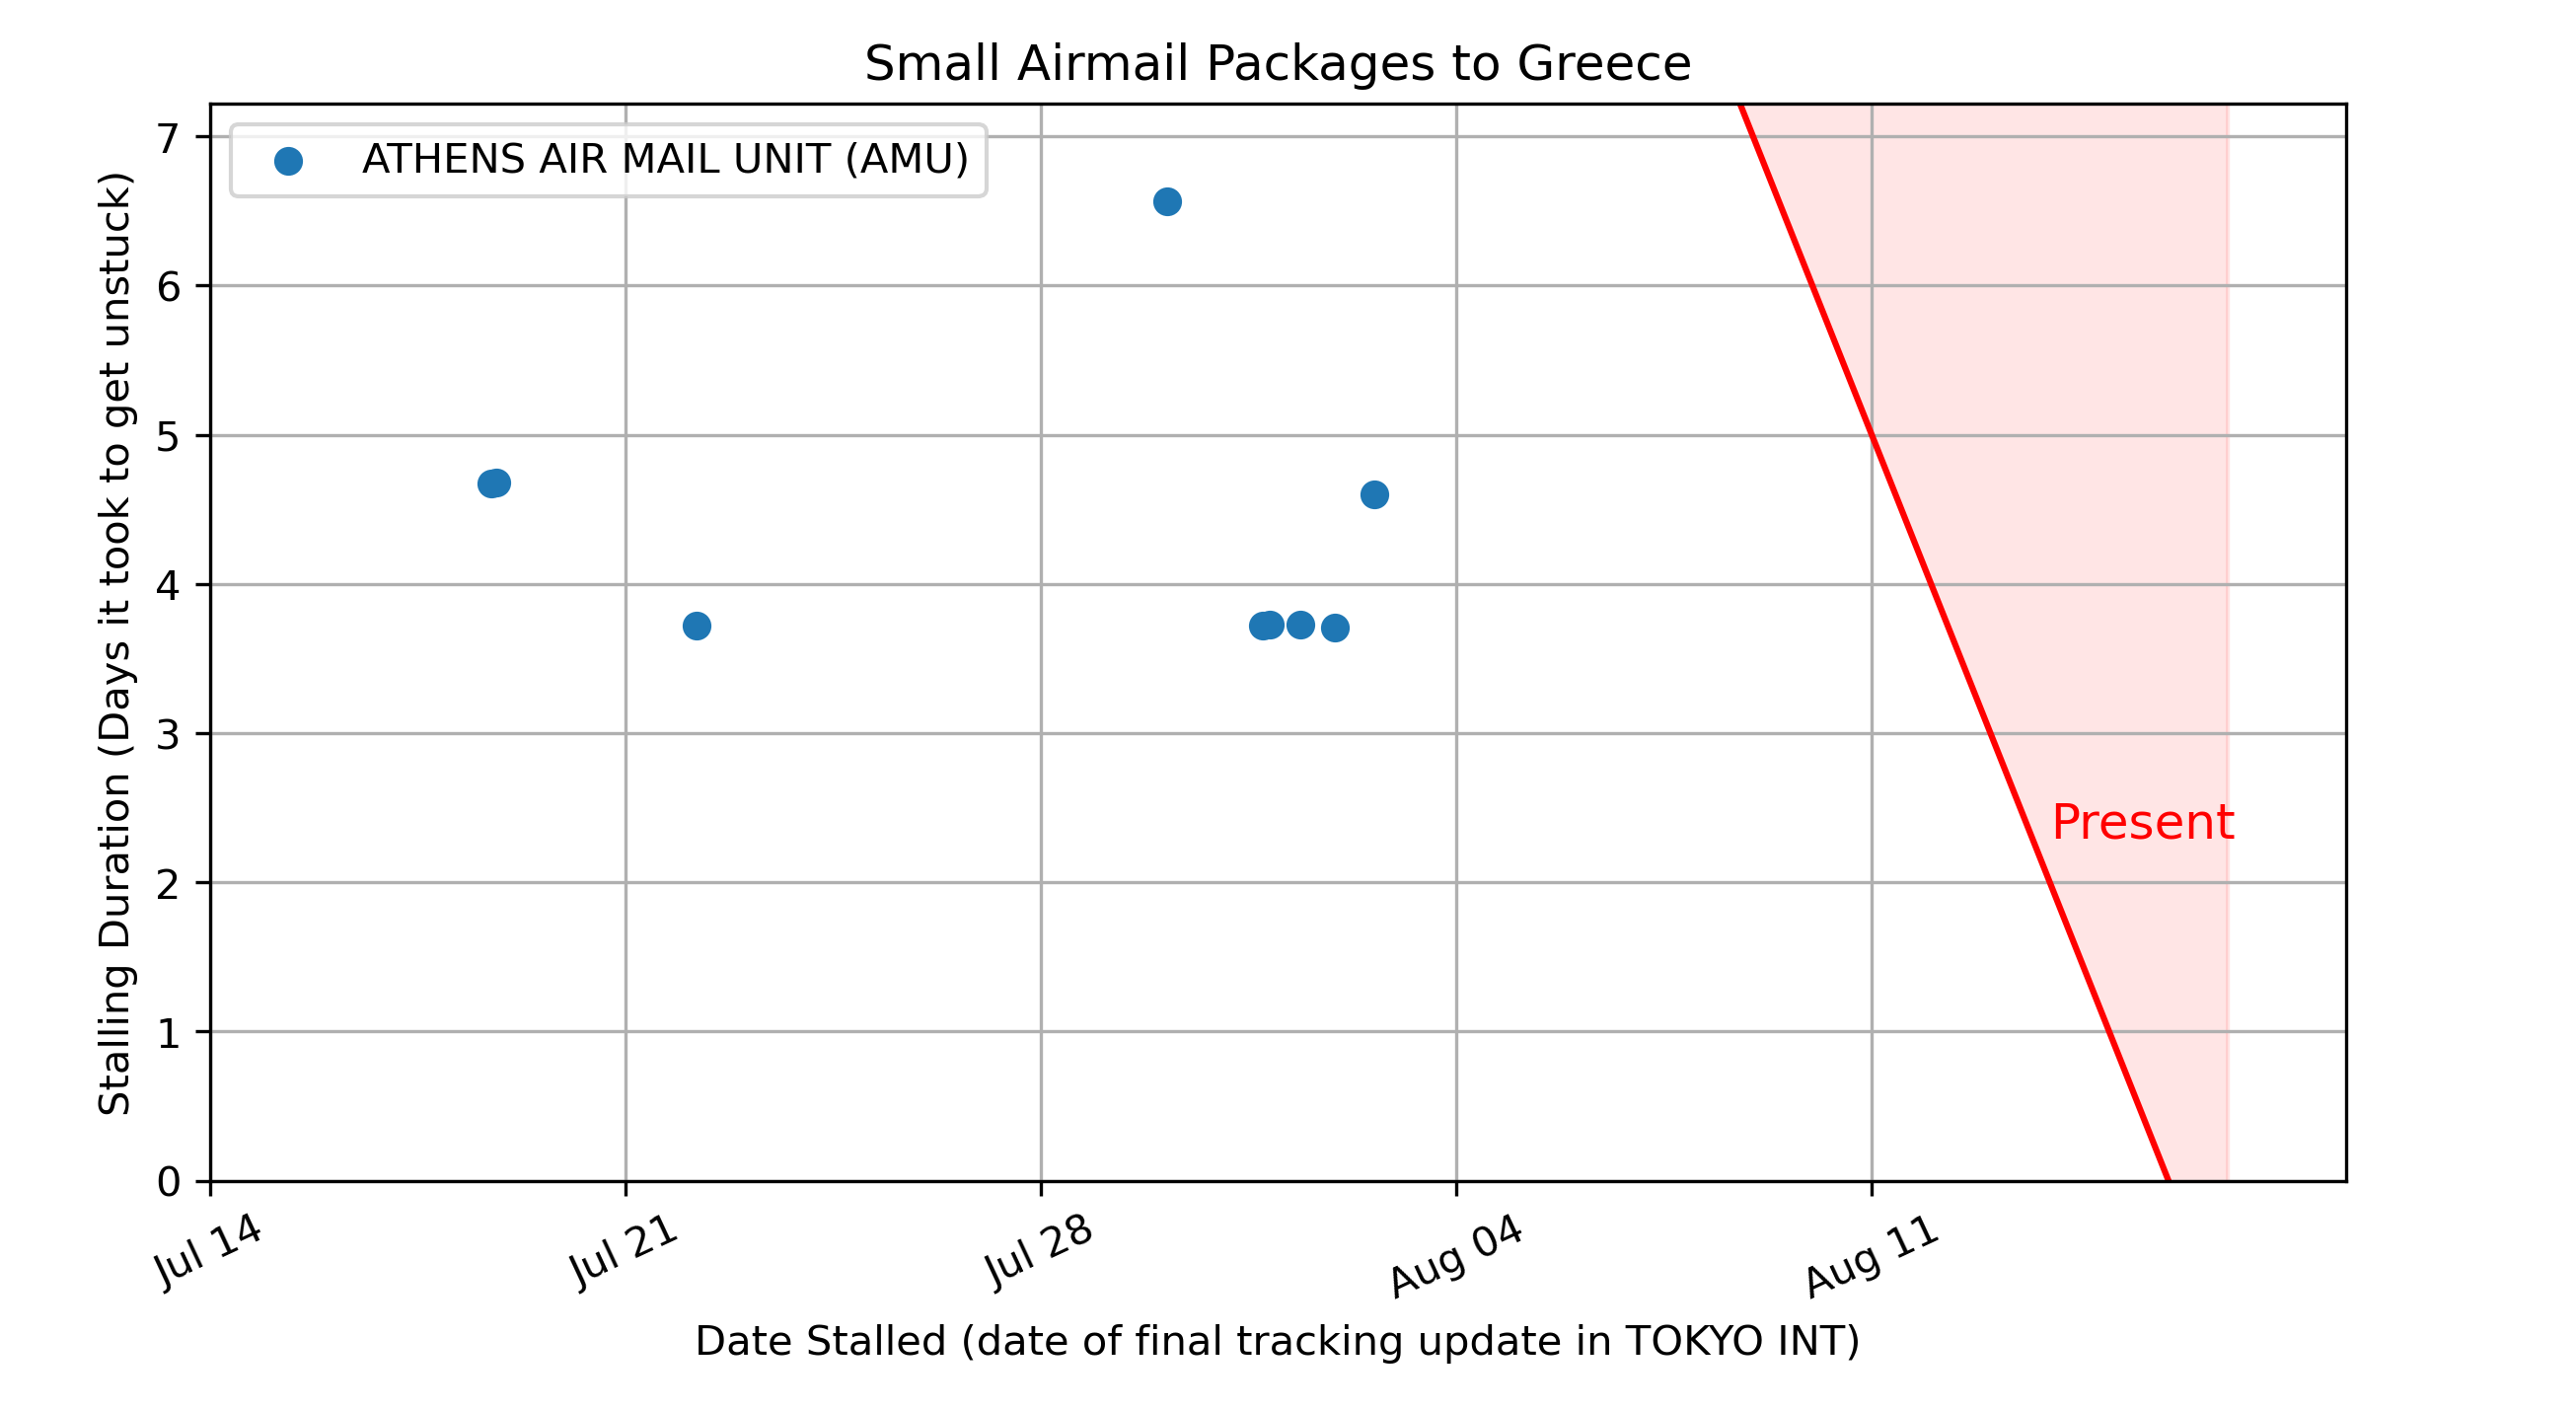 Small Airmail Packages to Greece
ATHENS AIR MAIL UNIT (AMU)
Stalling Duration (Days it took to get unstuck)
7
6
5
4
3
2
1
0
Present
Jul 14
Jul 21
Jul 28
Aug 04
Aug 11
Date Stalled (date of final tracking update in TOKYO INT)